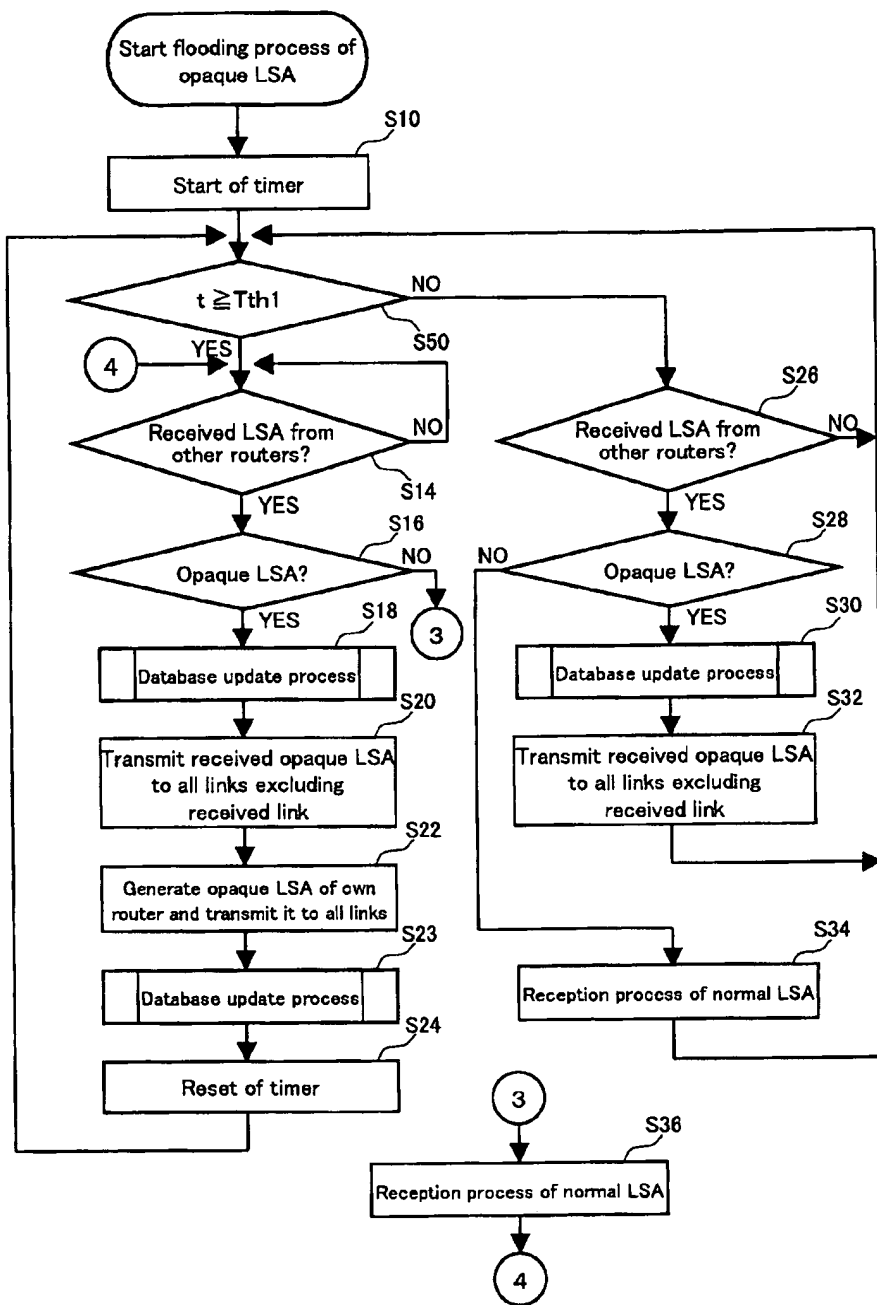 Start flooding process of
opaque LSA
S10
Start of timer
t ≧Tth1
NO
S50
YES
4
Received LSA from
other routers?
NO
S14
YES
S26
Received LSA from
other routers?
NO
YES
S16
Opaque LSA?
NO
3
YES
S28
NO
Opaque LSA?
YES
S18
Database update process
S30
Database update process
S20
Transmit received opaque LSA
to all links excluding
received link
S32
Transmit received opaque LSA
to all links excluding
received link
S22
Generate opaque LSA of own
router and transmit it to all links
S23
Database update process
S34
Reception process of normal LSA
S24
Reset of timer
3
S36
Reception process of normal LSA
4